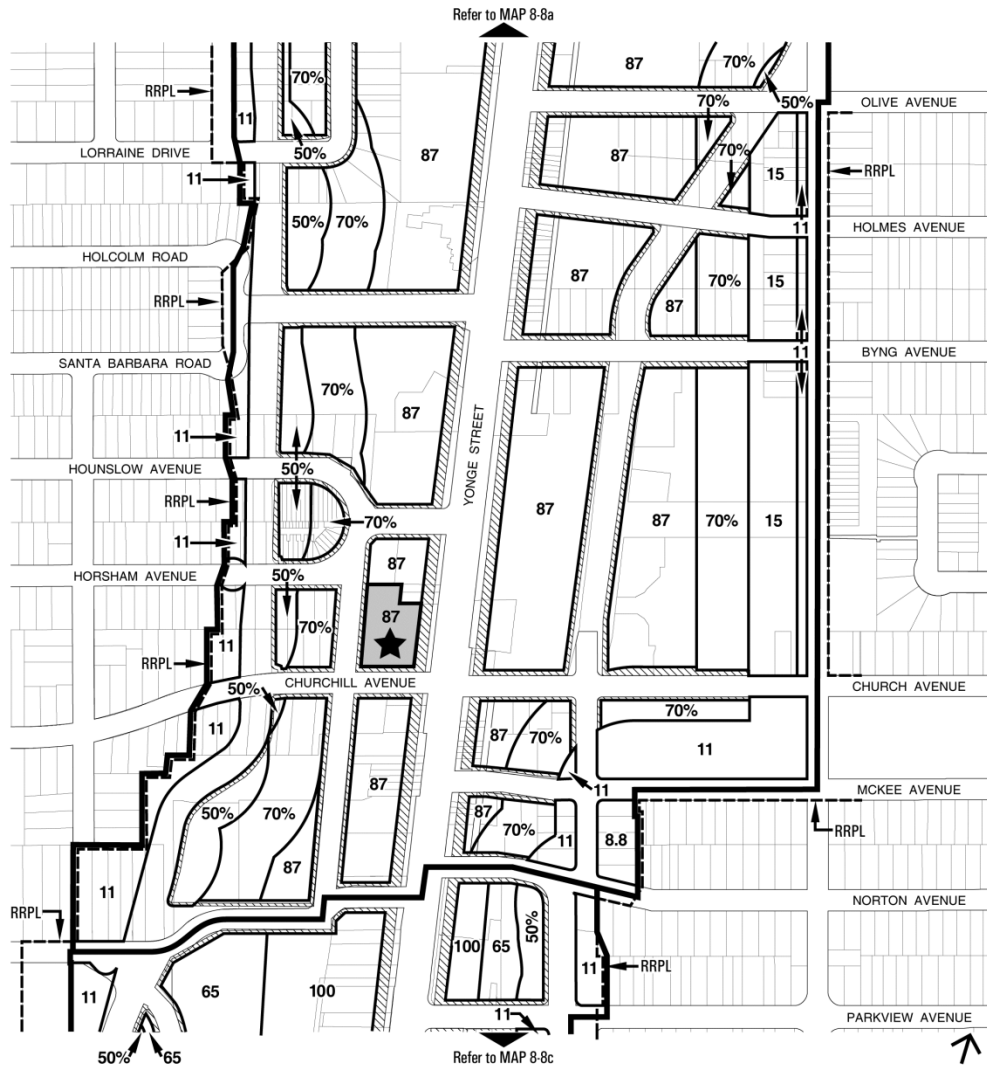 Refer to MAP 8-8a
87
70%
70%
50%
RRPL
11
OLIVE AVENUE
70%
LORRAINE DRIVE
50%
87
87
70%
15
RRPL
11
50%
70%
11
HOLMES AVENUE
HOLCOLM ROAD
87
70%
15
RRPL
87
11
BYNG AVENUE
SANTA BARBARA ROAD
70%
87
11
YONGE STREET
HOUNSLOW AVENUE
50%
RRPL
70%
87
87
70%
15
11
87
HORSHAM AVENUE
50%
87
70%
11
RRPL
CHURCHILL AVENUE
CHURCH AVENUE
50%
70%
11
87
70%
11
87
11
MCKEE AVENUE
50%
70%
87
70%
11
8.8
RRPL
87
11
NORTON AVENUE
RRPL
50%
100
65
11
RRPL
11
65
100
11
PARKVIEW AVENUE
50%
65
Refer to MAP 8-8c